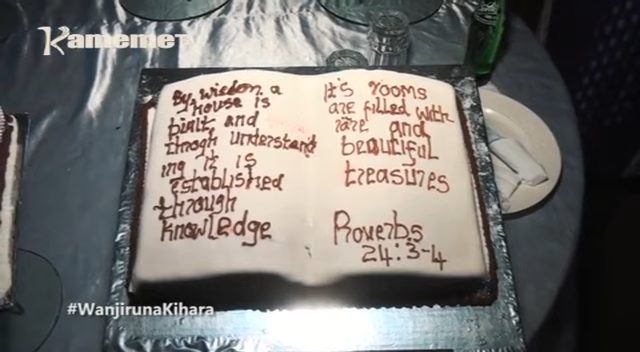 Kameme TV
By wisdom a
house is
built and
throgh understand
ing it is
established
through
knowledge
It's rooms
are filled with
rare and
beautiful
treasures
Proverbs
24:3-4
#WanjirunaKihara